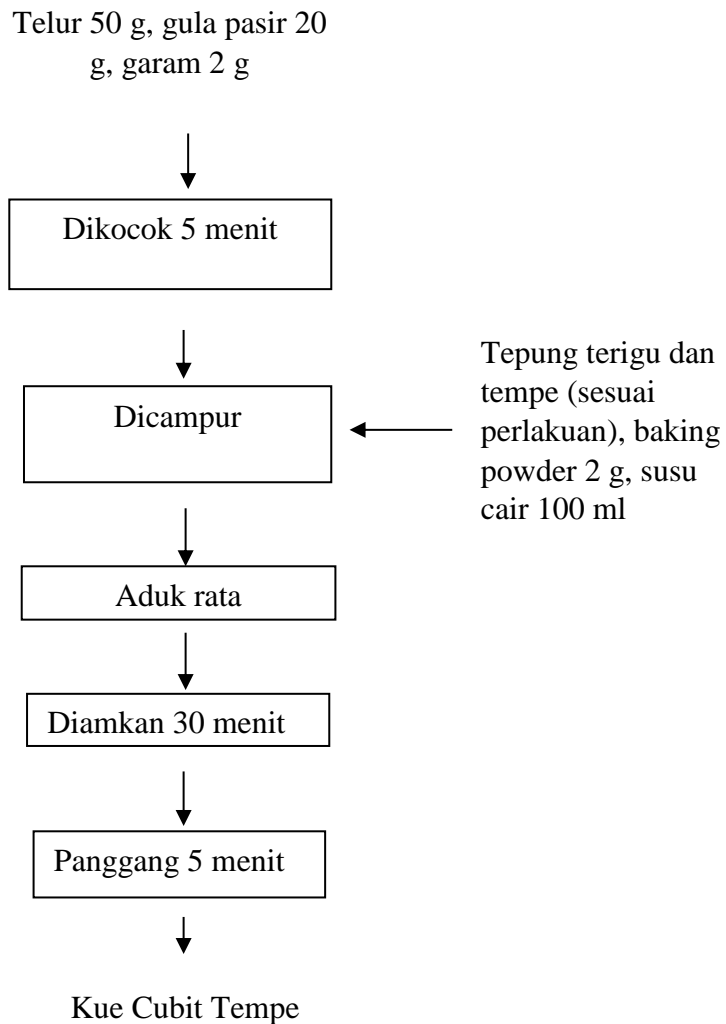 Telur 50 g, gula pasir 20
g, garam 2 g
Dikocok 5 menit
Dicampur
Tepung terigu dan
tempe (sesuai
perlakuan), baking
powder 2 g, susu
cair 100 ml
Aduk rata
Diamkan 30 menit
Panggang 5 menit
Kue Cubit Tempe